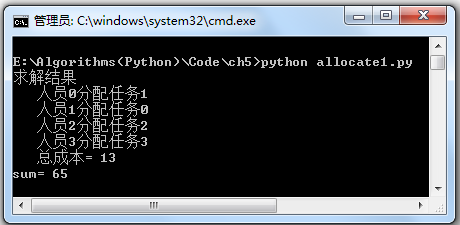 管理员: C:\windows\system32\cmd.exe
E:\Algorithms(Python)\Code\ch5>python allocate1.py
求解结果
人员0分配任务1
人员1分配任务0
人员2分配任务2
人员3分配任务3
总成本= 13
sum= 65